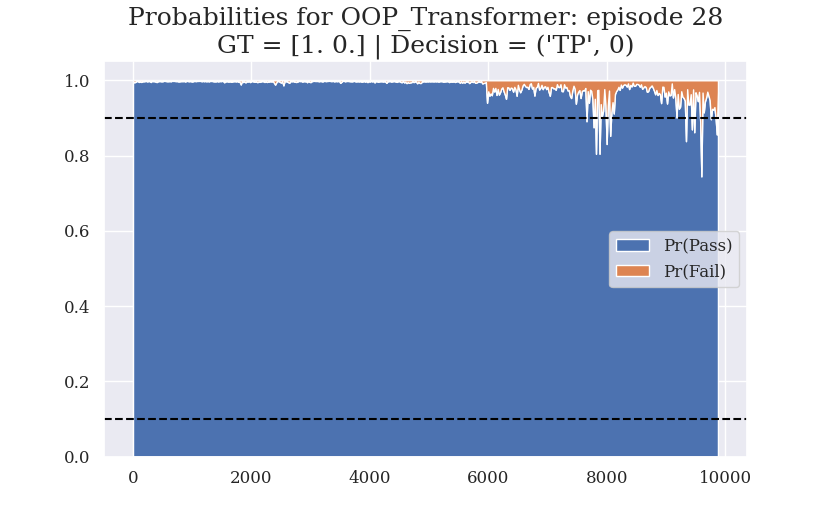 Probabilities for OOP_Transformer: episode 28
GT = [1. 0.] | Decision = ('TP', 0)
1.0
0.8
0.6
0.4
0.2
0.0
Pr(Pass)
Pr(Fail)
0 2000 4000 6000 8000 10000